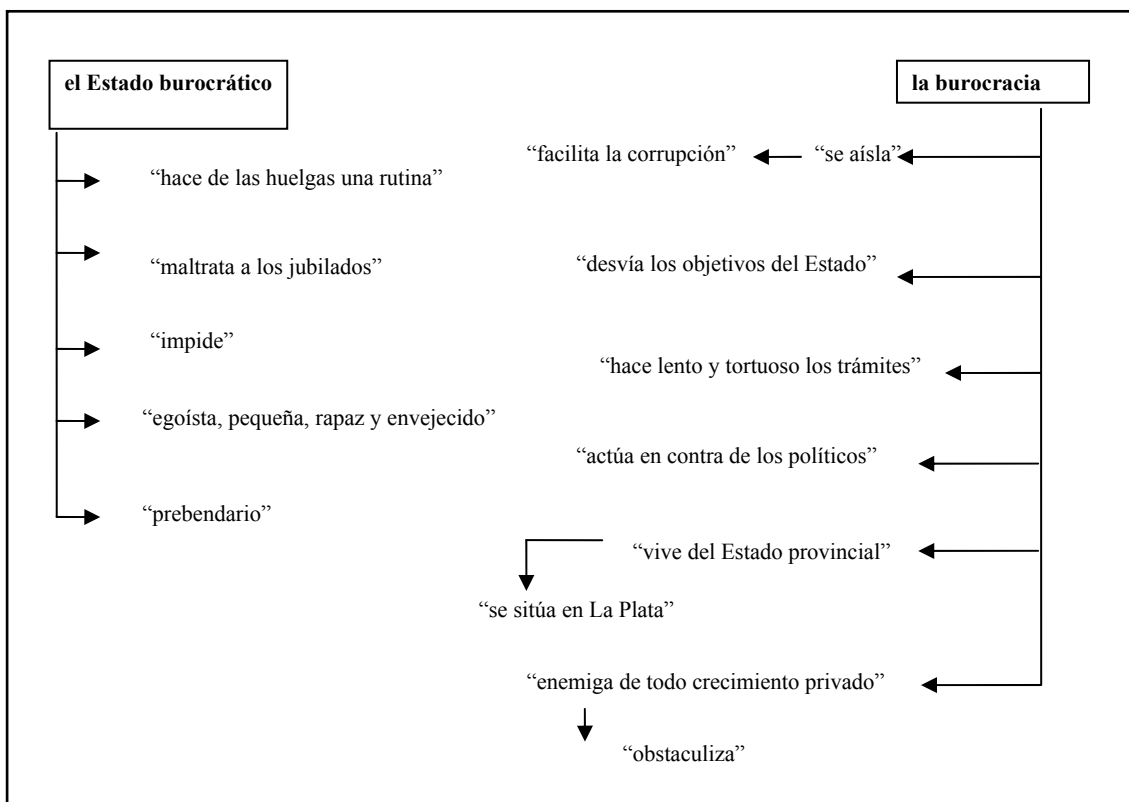 el Estado burocrático
“hace de las huelgas una rutina”
“maltrata a los jubilados”
“impide”
“egoísta, pequeña, rapaz y envejecido”
“prebendario”
la burocracia
“facilita la corrupción” “se aísla”
“desvía los objetivos del Estado”
“hace lento y tortuoso los trámites”
“actúa en contra de los políticos”
“vive del Estado provincial”
“se sitúa en La Plata”
“enemiga de todo crecimiento privado”
“obstaculiza”